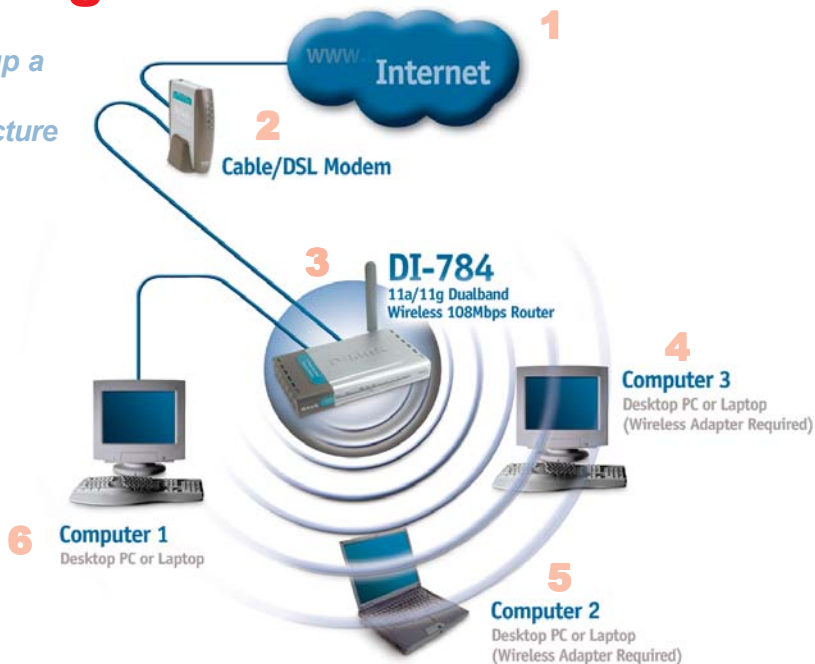 1
up a
www.
Internet
cture
2
Cable/DSL Modem
3
DI-784
11a/11g Dualband
Wireless 108Mbps Router
D-Link
4
Computer 3
Desktop PC or Laptop
(Wireless Adapter Required)
6
Computer 1
Desktop PC or Laptop
5
Computer 2
Desktop PC or Laptop
(Wireless Adapter Required)